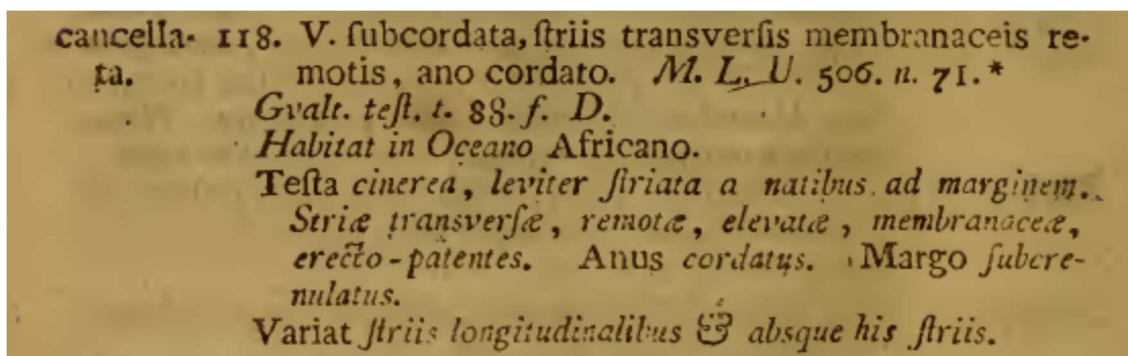 cancella- 118. V. ſubcordata, ſtriis transverſis membranaceis re-
ta. motis, ano cordato. M. L. U. 506. n. 71.*
Gvalt. teſt. t. 88. f. D.
Habitat in Oceano Africano.
Teſta cinerea, leviter ſtriata a natibus ad marginem.
Striæ transverſæ, remotæ, elevatæ, membranaceæ,
erecto-patentes. Anus cordatus. Margo ſubcre-
nulatus.
Variat ſtriis longitudinalibus & absque his ſtriis.